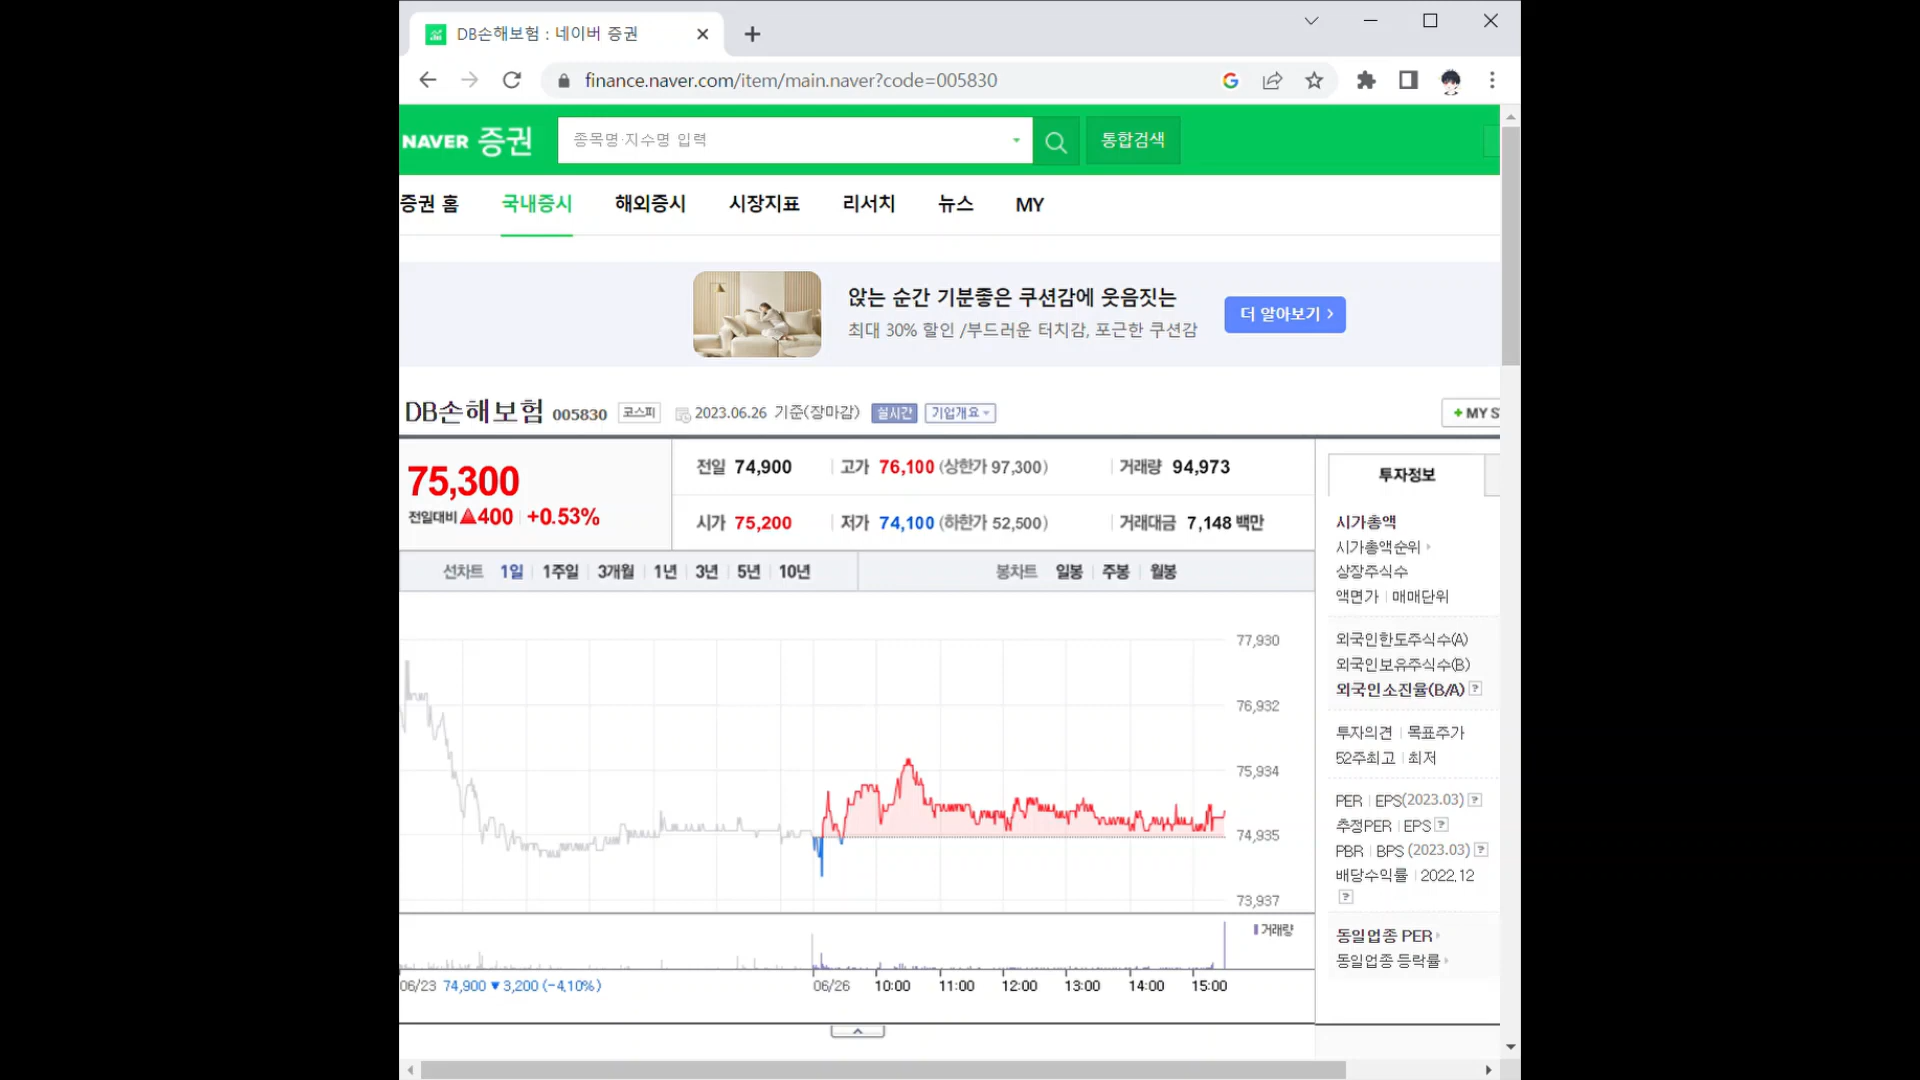 DB손해보험 : 네이버 증권
finance.naver.com/item/main.naver?code=005830
NAVER 증권 종목명·지수명 입력 통합검색
증권 홈 국내증시 해외증시 시장지표 리서치 뉴스 MY
앉는 순간 기분좋은 쿠션감에 웃음짓는
최대 30% 할인 /부드러운 터치감, 포근한 쿠션감
더 알아보기 >
DB손해보험 005830 코스피 2023.06.26 기준(장마감) 실시간 기업개요 + MY S
75,300
전일대비 ▲400 +0.53%
전일 74,900 고가 76,100 (상한가 97,300) 거래량 94,973
시가 75,200 저가 74,100 (하한가 52,500) 거래대금 7,148 백만
선차트 1일 1주일 3개월 1년 3년 5년 10년 봉차트 일봉 주봉 월봉
77,930
76,932
75,934
74,935
73,937
거래량
06/23 74,900 ▼ 3,200 (-4.10%) 06/26 10:00 11:00 12:00 13:00 14:00 15:00
투자정보
시가총액
시가총액순위
상장주식수
액면가 | 매매단위
외국인한도주식수(A)
외국인보유주식수(B)
외국인소진율(B/A) ?
투자의견 | 목표주가
52주최고 | 최저
PER | EPS(2023.03) ?
추정PER | EPS ?
PBR | BPS (2023.03) ?
배당수익률 | 2022.12
?
동일업종 PER
동일업종 등락률